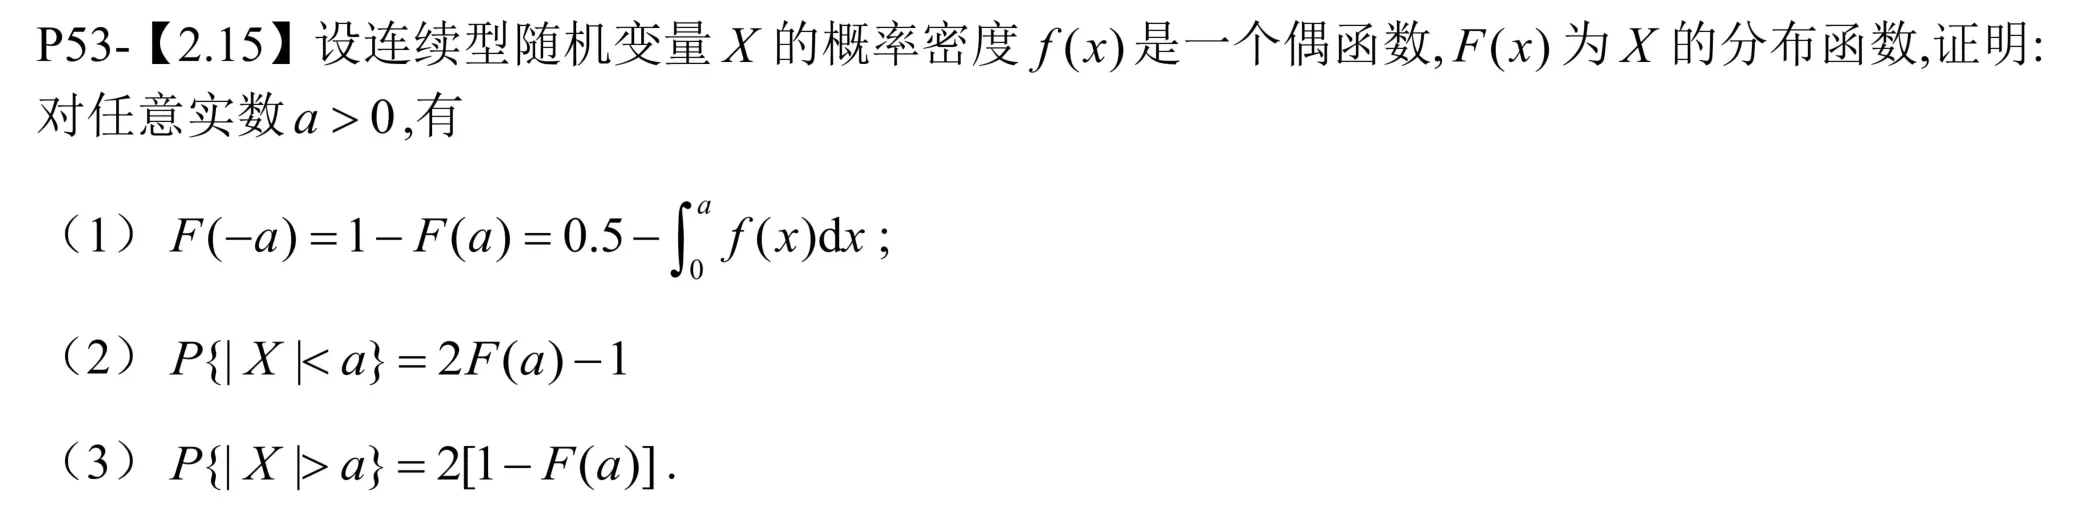 P53-【2.15】设连续型随机变量 X 的概率密度 f(x) 是一个偶函数,F(x) 为 X 的分布函数,证明:
对任意实数 a > 0,有
（1）F(−a) = 1 − F(a) = 0.5 − ∫₀ᵃ f(x)dx ;
（2）P{| X |< a} = 2F(a) − 1
（3）P{| X |> a} = 2[1 − F(a)] .